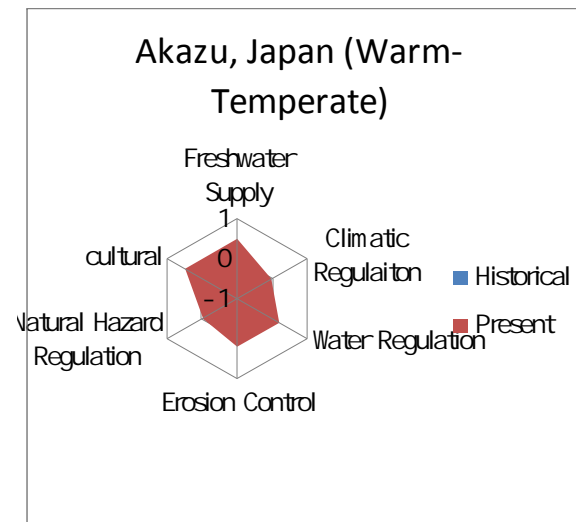 Akazu, Japan (Warm-
Temperate)
Freshwater
Supply
1
0
-1
Climatic
Regulaiton
Water Regulation
Erosion Control
Natural Hazard
Regulation
cultural
Historical
Present